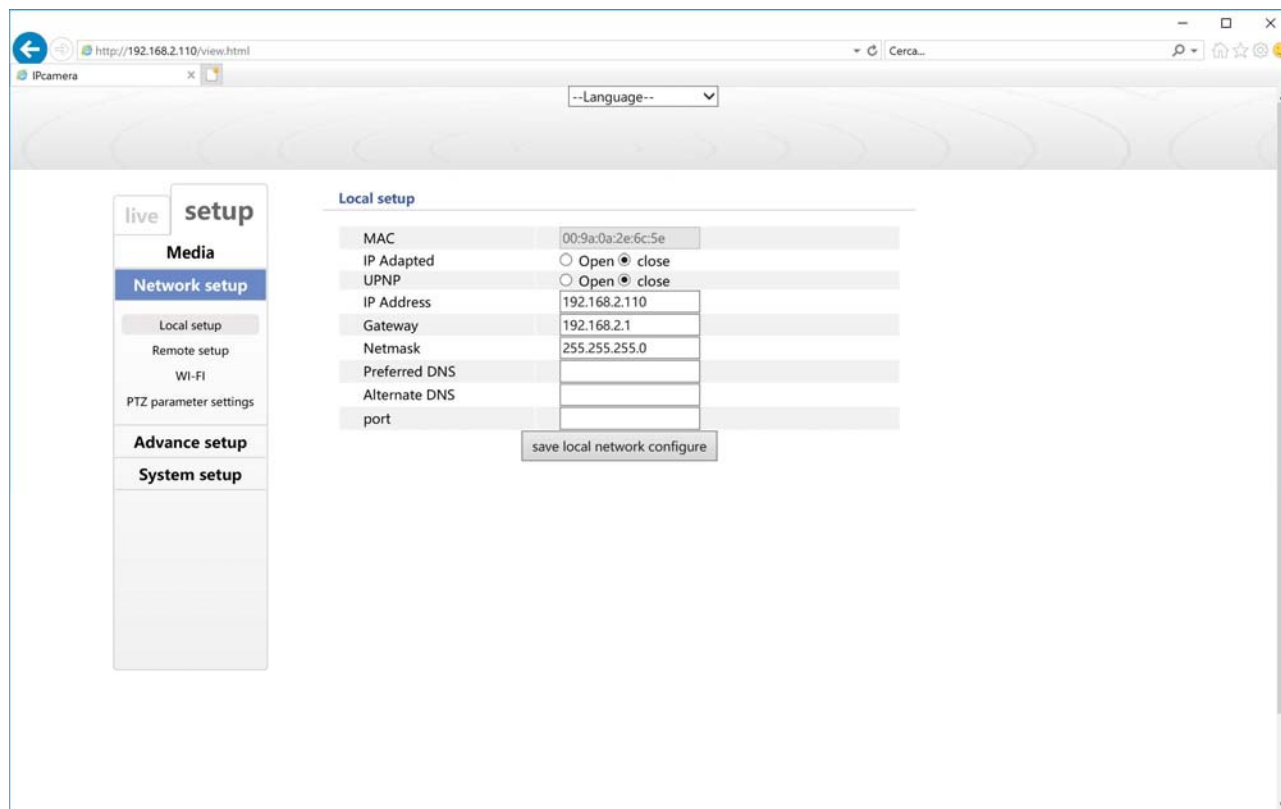 http://192.168.2.110/view.html
Cerca...
IPcamera
--Language--
live
setup
Media
Network setup
Local setup
Remote setup
WI-FI
PTZ parameter settings
Advance setup
System setup
Local setup
MAC 00:9a:0a:2e:6c:5e
IP Adapted Open close
UPNP Open close
IP Address 192.168.2.110
Gateway 192.168.2.1
Netmask 255.255.255.0
Preferred DNS
Alternate DNS
port
save local network configure